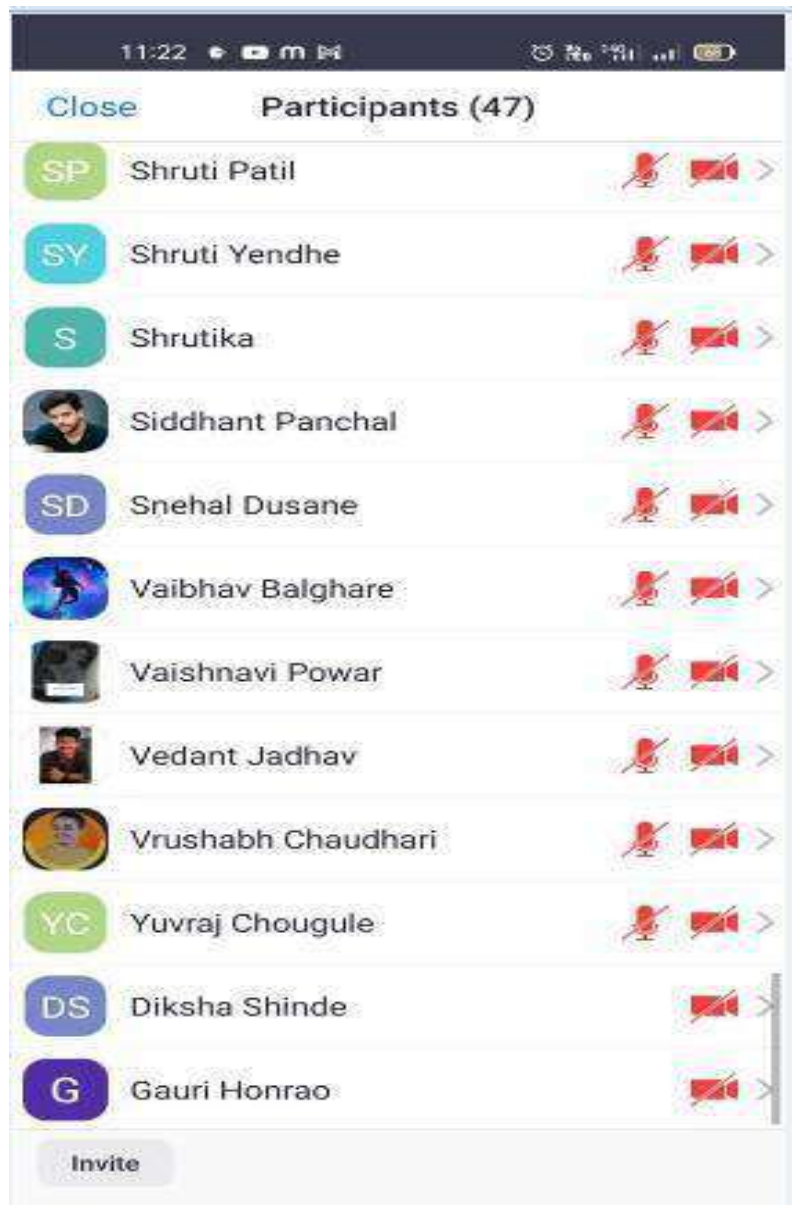 11:22
Close Participants (47)
SP Shruti Patil
SY Shruti Yendhe
S Shrutika
Siddhant Panchal
SD Snehal Dusane
Vaibhav Balghare
Vaishnavi Powar
Vedant Jadhav
Vrushabh Chaudhari
YC Yuvraj Chougule
DS Diksha Shinde
G Gauri Honrao
Invite